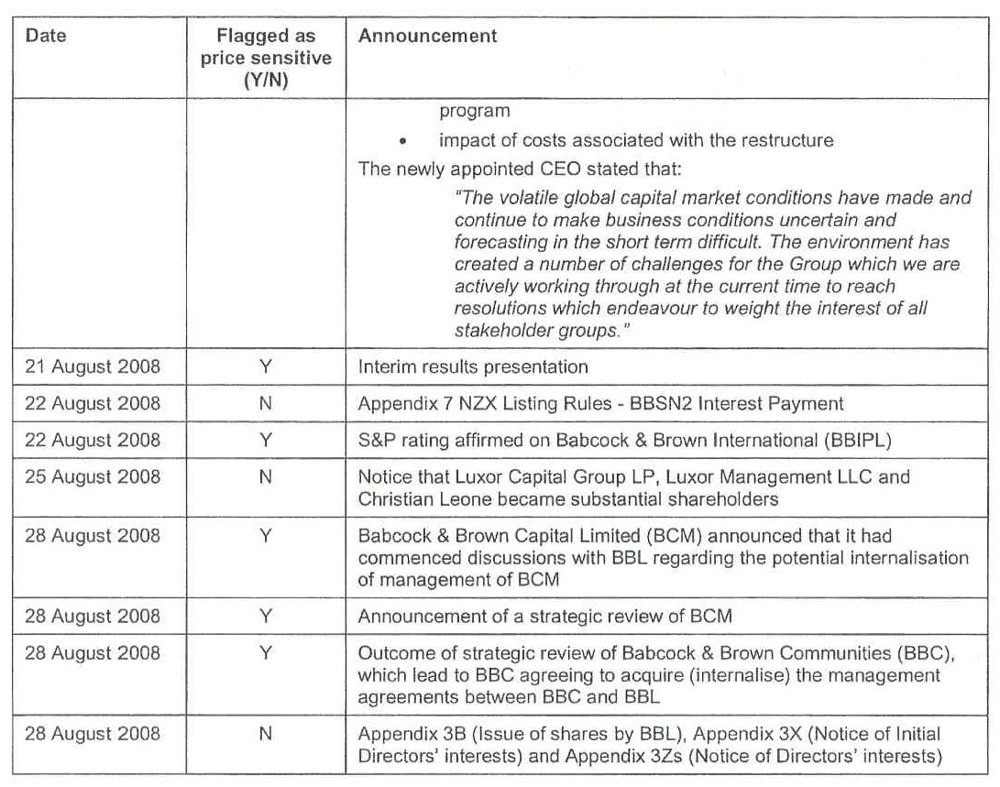 Date
Flagged as
price sensitive
(Y/N)
Announcement
program
• impact of costs associated with the restructure
The newly appointed CEO stated that:
"The volatile global capital market conditions have made and
continue to make business conditions uncertain and
forecasting in the short term difficult. The environment has
created a number of challenges for the Group which we are
actively working through at the current time to reach
resolutions which endeavour to weight the interest of all
stakeholder groups."
21 August 2008 Y Interim results presentation
22 August 2008 N Appendix 7 NZX Listing Rules - BBSN2 Interest Payment
22 August 2008 Y S&P rating affirmed on Babcock & Brown International (BBIPL)
25 August 2008 N Notice that Luxor Capital Group LP, Luxor Management LLC and
Christian Leone became substantial shareholders
28 August 2008 Y Babcock & Brown Capital Limited (BCM) announced that it had
commenced discussions with BBL regarding the potential internalisation
of management of BCM
28 August 2008 Y Announcement of a strategic review of BCM
28 August 2008 Y Outcome of strategic review of Babcock & Brown Communities (BBC),
which lead to BBC agreeing to acquire (internalise) the management
agreements between BBC and BBL
28 August 2008 N Appendix 3B (Issue of shares by BBL), Appendix 3X (Notice of Initial
Directors' interests) and Appendix 3Zs (Notice of Directors' interests)